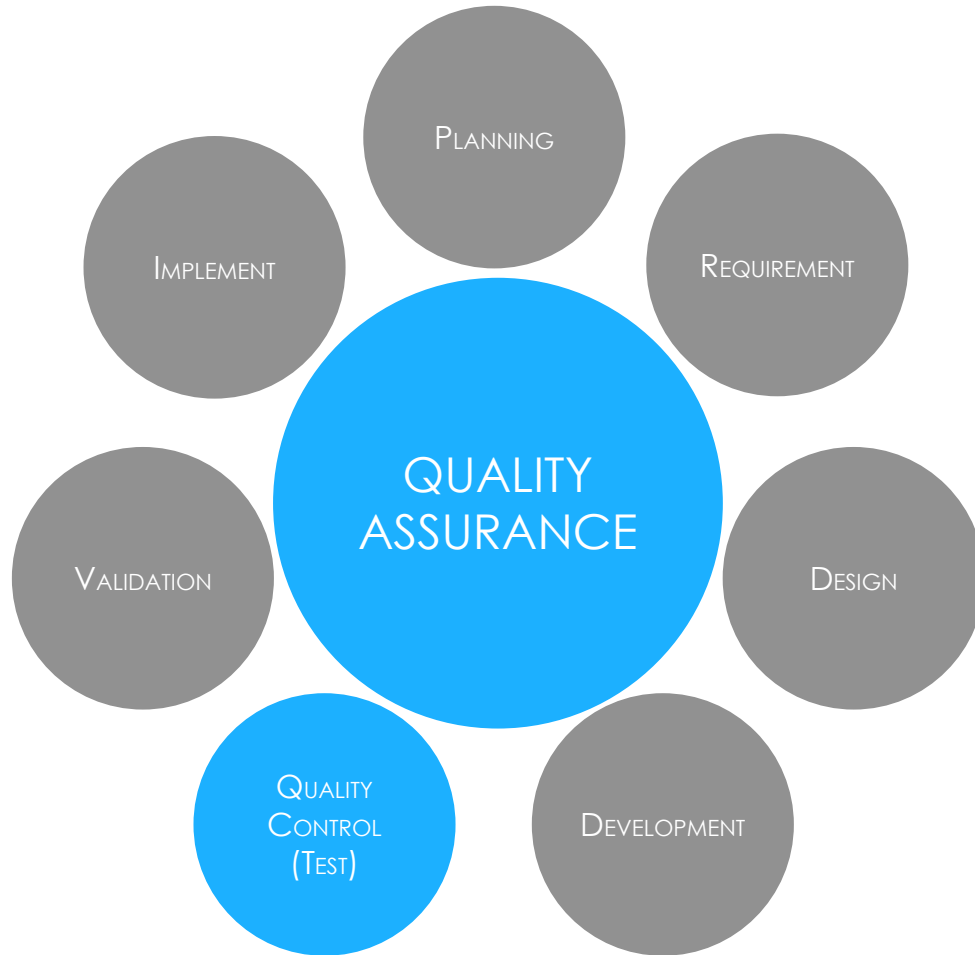 Planning
Implement
Requirement
QUALITY
ASSURANCE
Validation
Design
Quality
Control
(Test)
Development